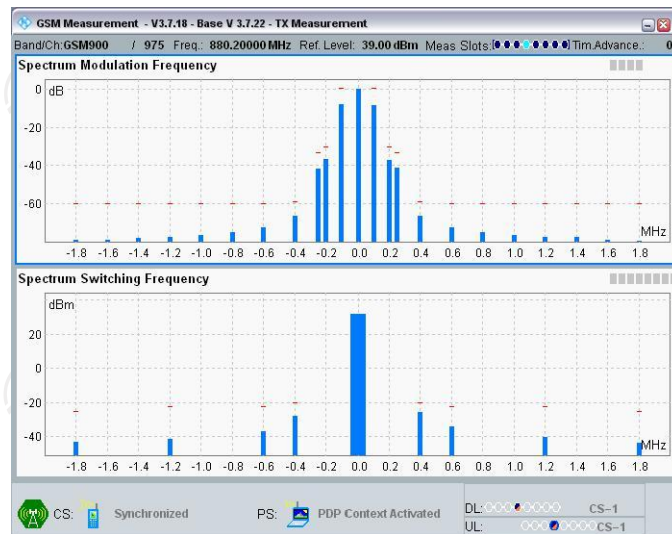 GSM Measurement - V3.7.18 - Base V 3.7.22 - TX Measurement
Band/Ch:GSM900 / 975 Freq.: 880.20000 MHz Ref. Level: 39.00 dBm Meas Slots: Tim.Advance.: 0
Spectrum Modulation Frequency
0
dB
-20
-40
-60
MHz
-1.8 -1.6 -1.4 -1.2 -1.0 -0.8 -0.6 -0.4 -0.2 0.0 0.2 0.4 0.6 0.8 1.0 1.2 1.4 1.6 1.8
Spectrum Switching Frequency
dBm
20
0
-20
-40
MHz
-1.8 -1.6 -1.4 -1.2 -1.0 -0.8 -0.6 -0.4 -0.2 0.0 0.2 0.4 0.6 0.8 1.0 1.2 1.4 1.6 1.8
CS: Synchronized PS: PDP Context Activated DL: CS-1
UL: CS-1